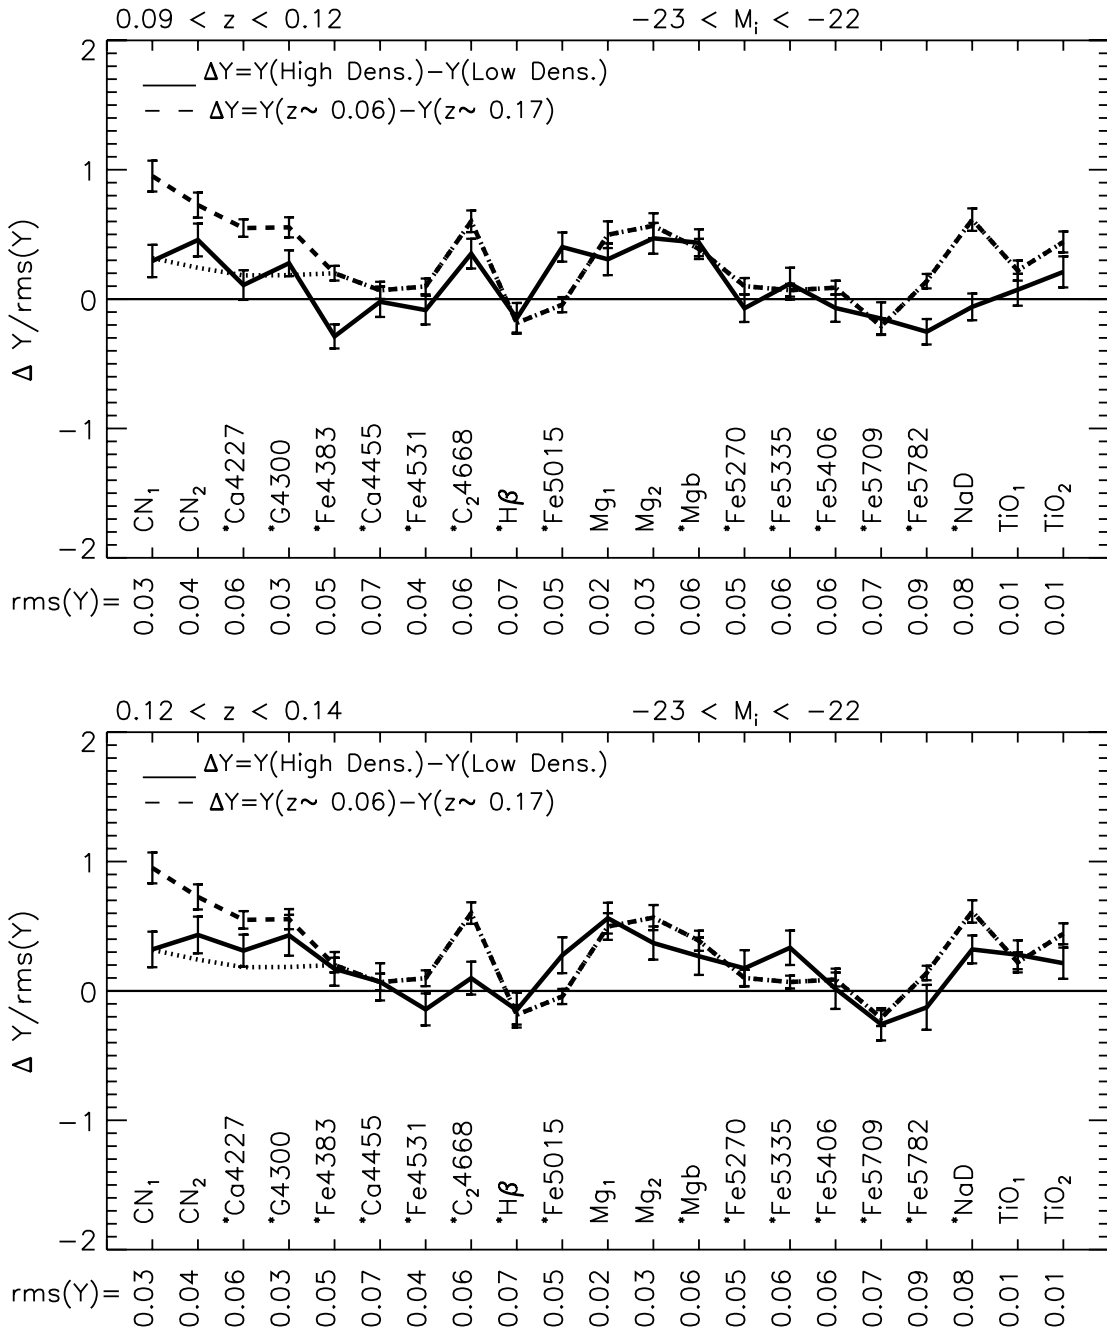 0.09 < z < 0.12 −23 < Mᵢ < −22
2
ΔY=Y(High Dens.)−Y(Low Dens.)
ΔY=Y(z~ 0.06)−Y(z~ 0.17)
1
0
−1
−2
Δ Y/rms(Y)
CN₁ CN₂ *Ca4227 *G4300 *Fe4383 *Ca4455 *Fe4531 *C₂4668 *Hβ *Fe5015 Mg₁ Mg₂ *Mgb *Fe5270 *Fe5335 *Fe5406 *Fe5709 *Fe5782 *NaD TiO₁ TiO₂
rms(Y)= 0.03 0.04 0.06 0.03 0.05 0.07 0.04 0.06 0.07 0.05 0.02 0.03 0.06 0.05 0.06 0.06 0.07 0.09 0.08 0.01 0.01
0.12 < z < 0.14 −23 < Mᵢ < −22
2
ΔY=Y(High Dens.)−Y(Low Dens.)
ΔY=Y(z~ 0.06)−Y(z~ 0.17)
1
0
−1
−2
Δ Y/rms(Y)
CN₁ CN₂ *Ca4227 *G4300 *Fe4383 *Ca4455 *Fe4531 *C₂4668 *Hβ *Fe5015 Mg₁ Mg₂ *Mgb *Fe5270 *Fe5335 *Fe5406 *Fe5709 *Fe5782 *NaD TiO₁ TiO₂
rms(Y)= 0.03 0.04 0.06 0.03 0.05 0.07 0.04 0.06 0.07 0.05 0.02 0.03 0.06 0.05 0.06 0.06 0.07 0.09 0.08 0.01 0.01